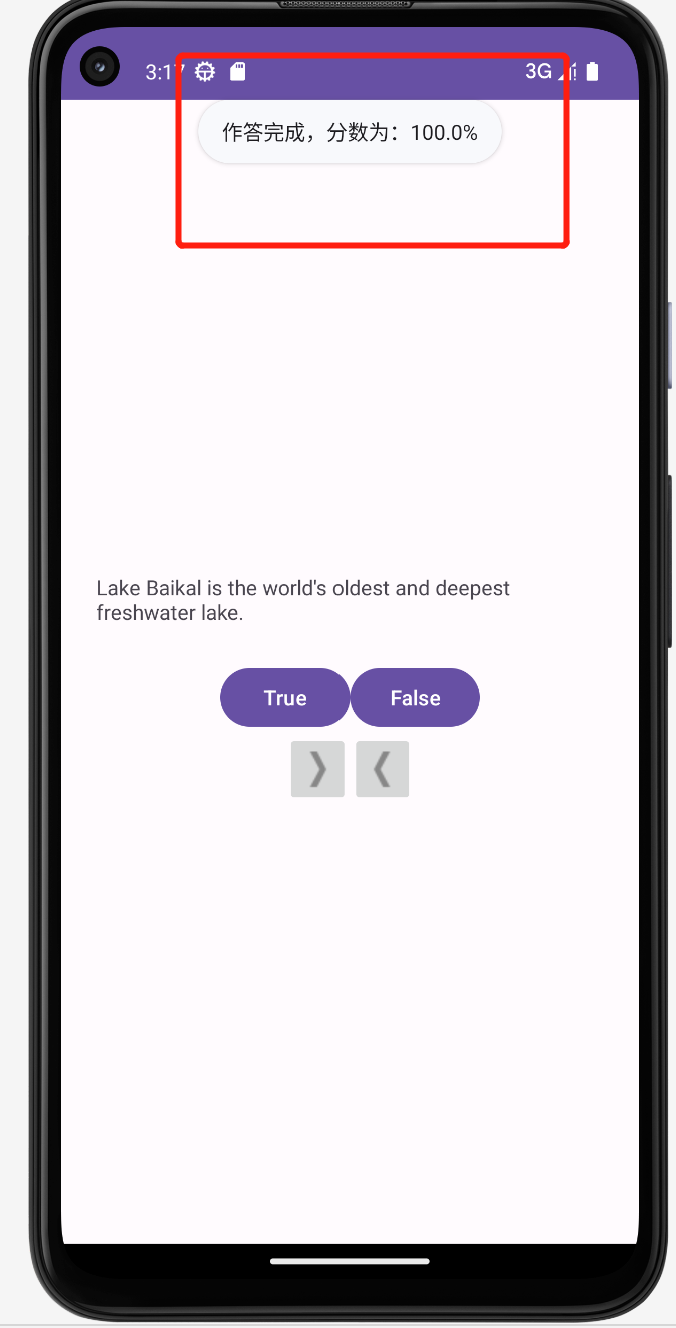 3:17
3G
作答完成，分数为：100.0%
Lake Baikal is the world's oldest and deepest
freshwater lake.
True
False